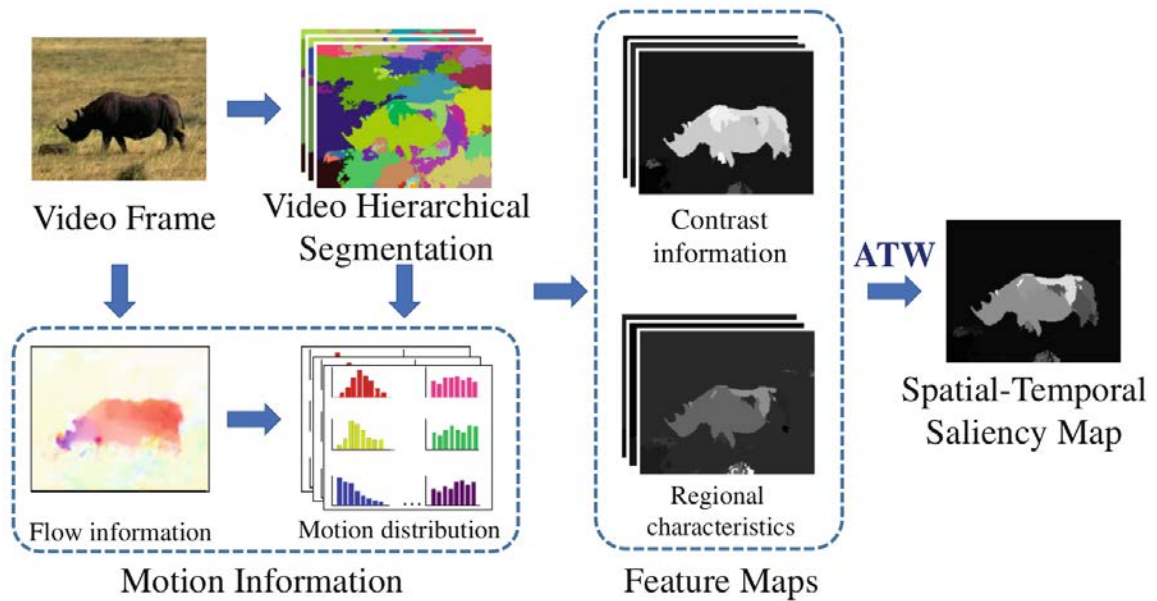 Video Frame
Video Hierarchical
Segmentation
Flow information
Motion distribution
...
Motion Information
Contrast
information
Regional
characteristics
Feature Maps
ATW
Spatial-Temporal
Saliency Map